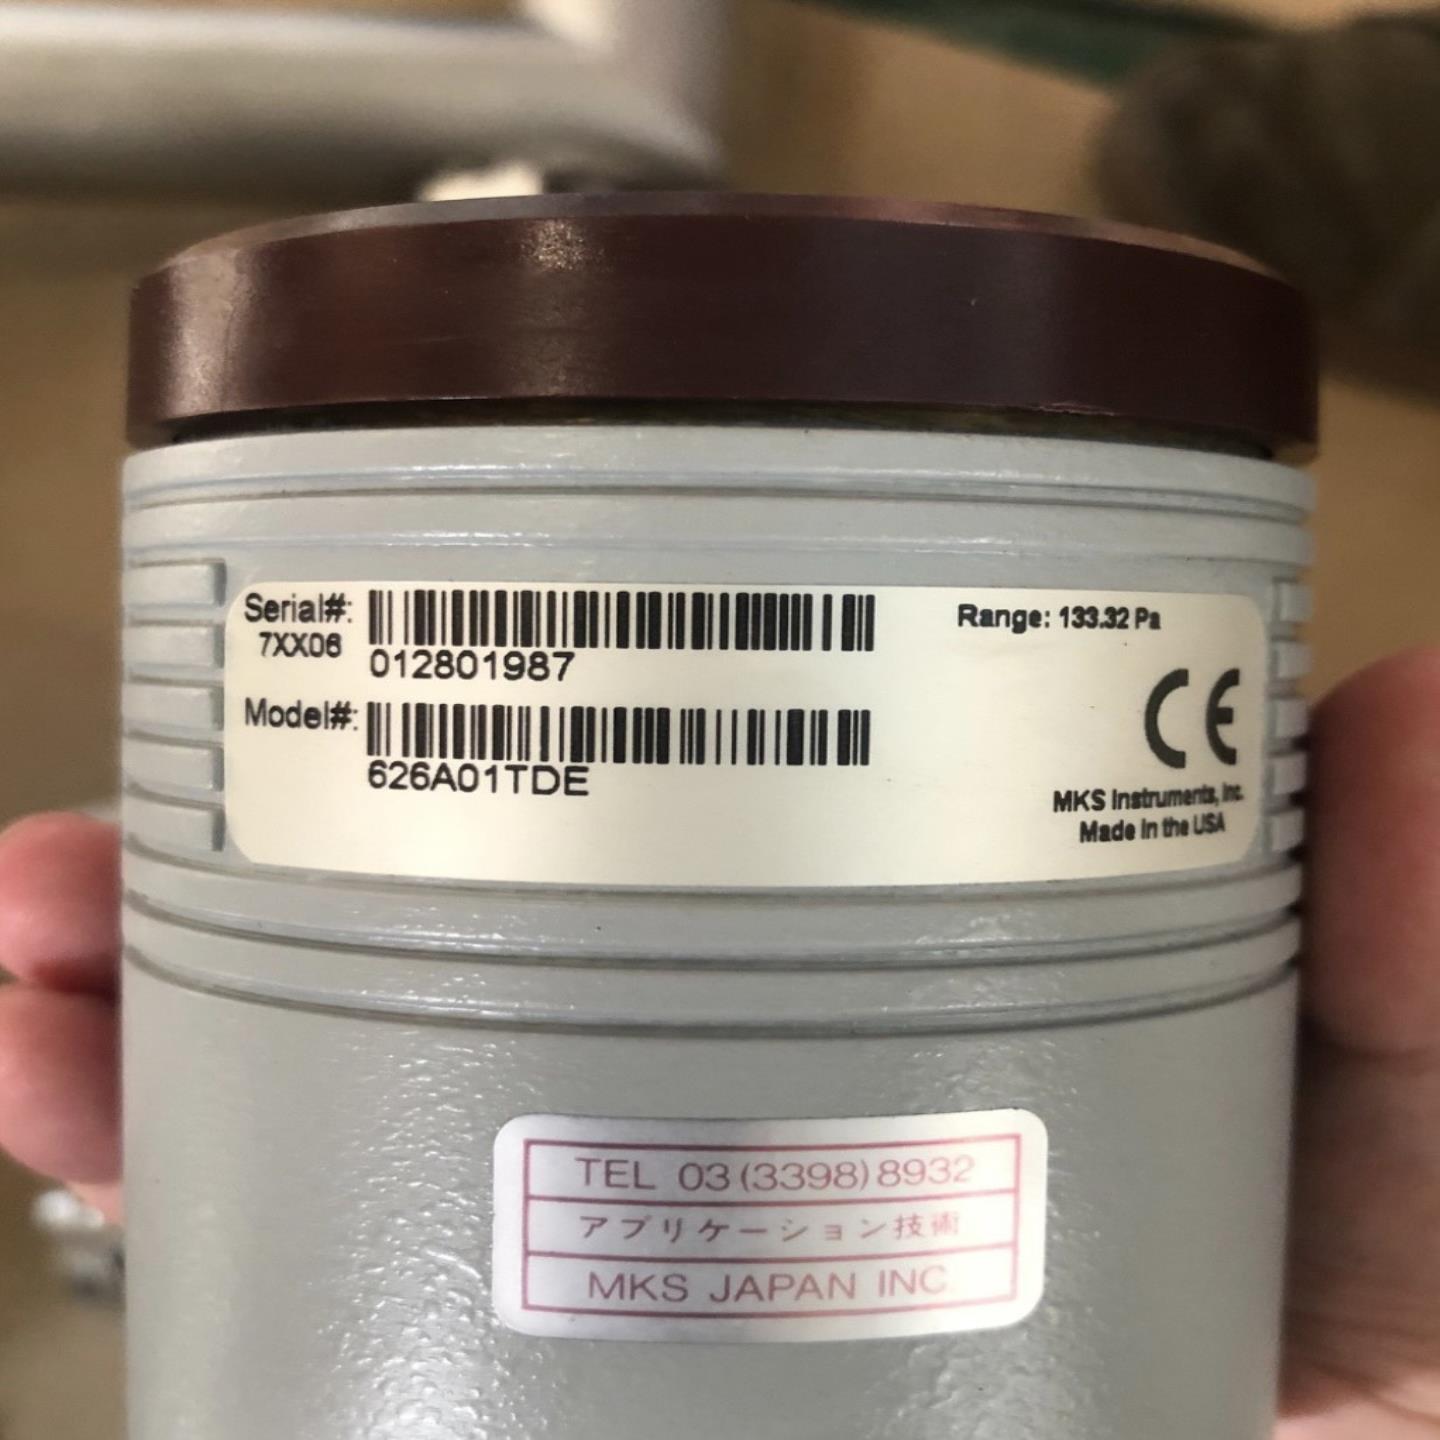 Serial#:
7XX06
012801987
Model#:
626A01TDE
Range: 133.32 Pa
CE
MKS Instruments, Inc.
Made in the USA
TEL 03(3398)8932
アプリケーション技術
MKS JAPAN INC